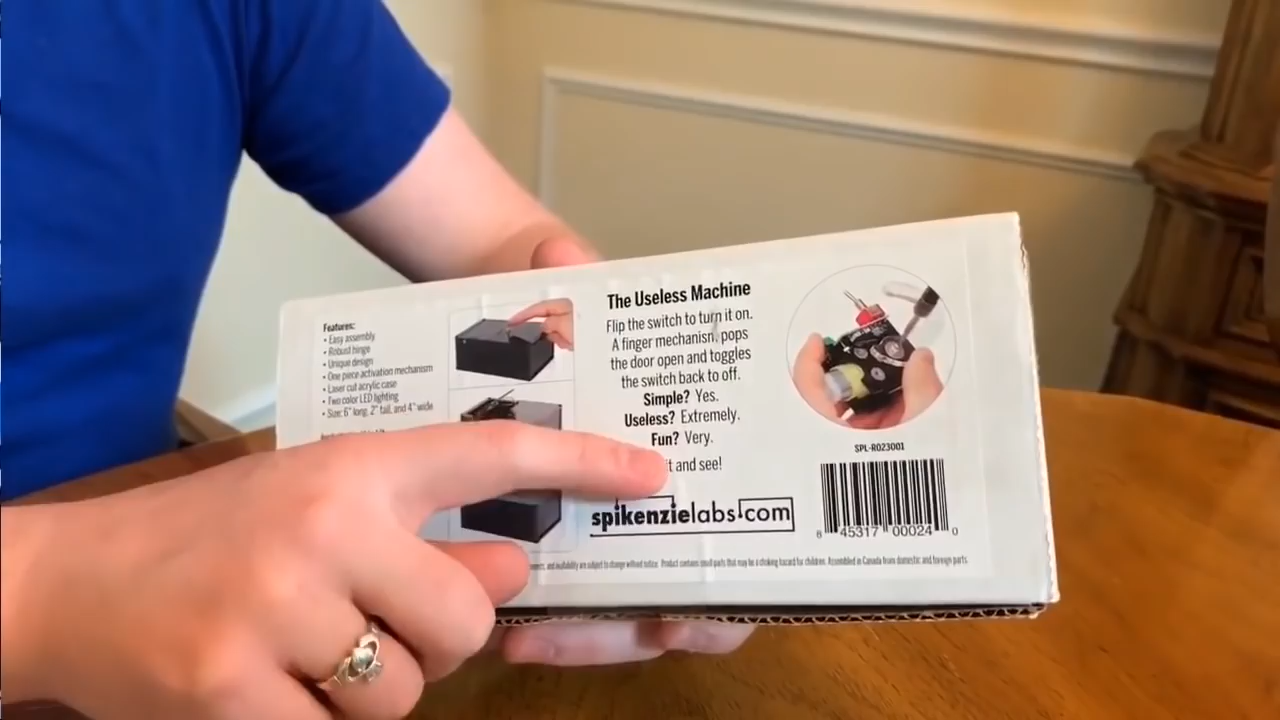 Features:
• Easy assembly
• Robust hinge
• Unique design
• One piece activation mechanism
• Laser cut acrylic case
• Two color LED lighting
• Size: 6" long, 2" tall, and 4" wide
The Useless Machine
Flip the switch to turn it on.
A finger mechanism pops
the door open and toggles
the switch back to off.
Simple? Yes.
Useless? Extremely.
Fun? Very.
it and see!
spikenzielabs.com
SPL-R023001
8 45317 00024 0
and availability are subject to change without notice. Product contains small parts that may be a choking hazard for children. Assembled in Canada from domestic and foreign parts.